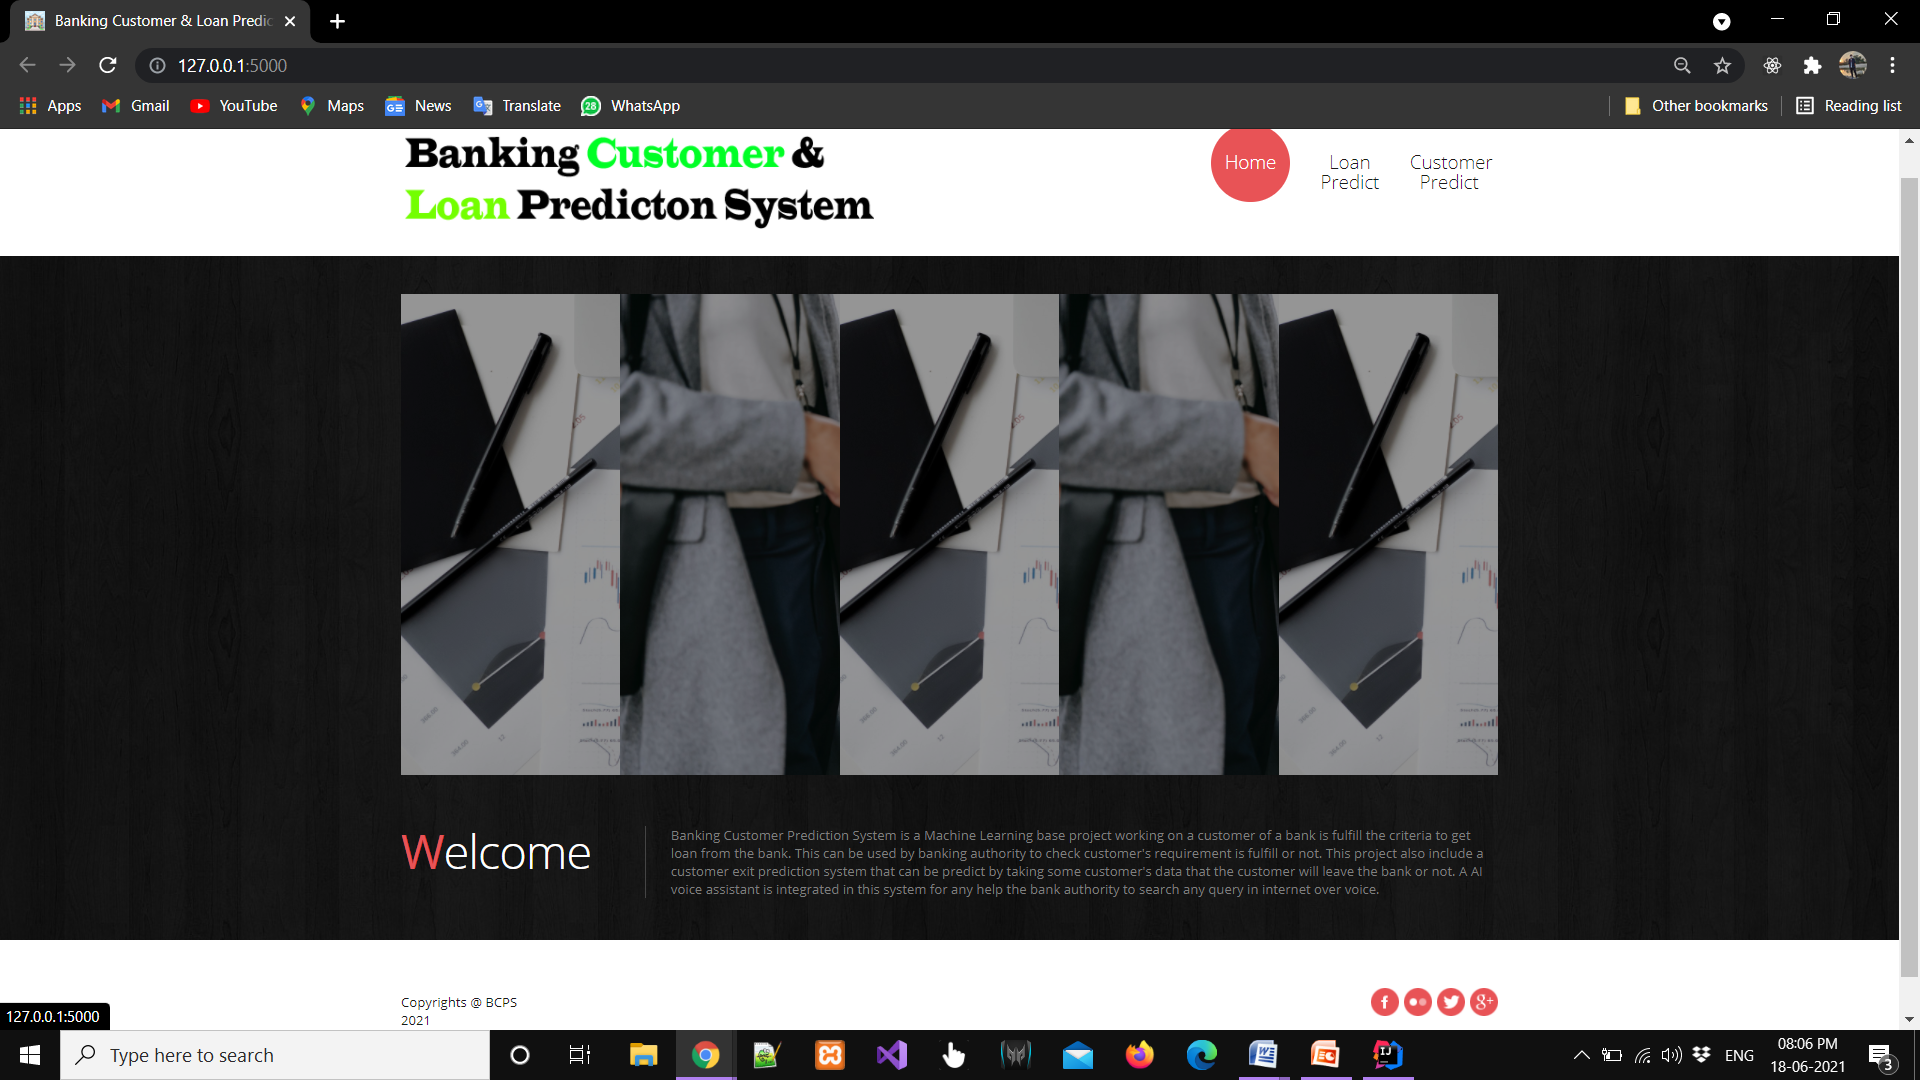 Banking Customer & Loan Predic
127.0.0.1:5000
Apps Gmail YouTube Maps News Translate 28 WhatsApp Other bookmarks Reading list
Banking Customer &
Loan Predicton System
Home
Loan
Predict
Customer
Predict
Welcome
Banking Customer Prediction System is a Machine Learning base project working on a customer of a bank is fulfill the criteria to get
loan from the bank. This can be used by banking authority to check customer's requirement is fulfill or not. This project also include a
customer exit prediction system that can be predict by taking some customer's data that the customer will leave the bank or not. A AI
voice assistant is integrated in this system for any help the bank authority to search any query in internet over voice.
Copyrights @ BCPS
2021
127.0.0.1:5000
Type here to search
ENG
08:06 PM
18-06-2021
3